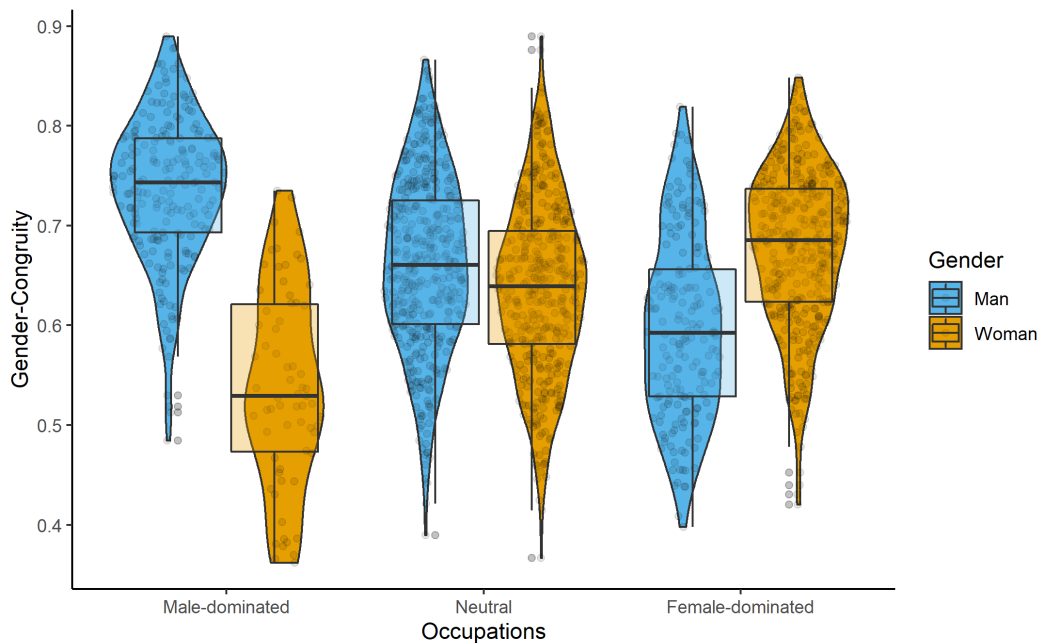 0.9
0.8
0.7
0.6
0.5
0.4
Gender-Congruity
Male-dominated
Neutral
Female-dominated
Occupations
Gender
Man
Woman